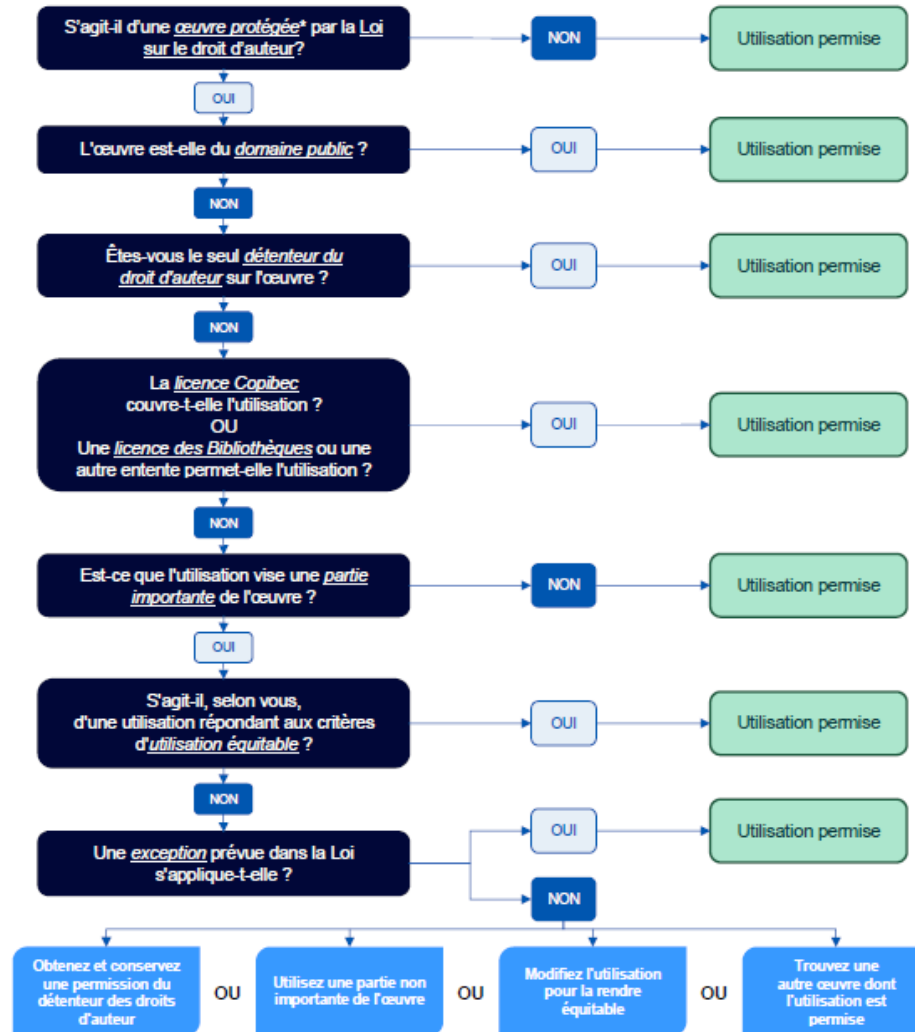 S'agit-il d'une œuvre protégée* par la Loi
sur le droit d'auteur?
NON
Utilisation permise
OUI
L'œuvre est-elle du domaine public ?
OUI
Utilisation permise
NON
Êtes-vous le seul détenteur du
droit d'auteur sur l'œuvre ?
OUI
Utilisation permise
NON
La licence Copibec
couvre-t-elle l'utilisation ?
OU
Une licence des Bibliothèques ou une
autre entente permet-elle l'utilisation ?
OUI
Utilisation permise
NON
Est-ce que l'utilisation vise une partie
importante de l'œuvre ?
NON
Utilisation permise
OUI
S'agit-il, selon vous,
d'une utilisation répondant aux critères
d'utilisation équitable ?
OUI
Utilisation permise
NON
Une exception prévue dans la Loi
s'applique-t-elle ?
OUI
Utilisation permise
NON
Obtenez et conservez
une permission du
détenteur des droits
d'auteur
OU
Utilisez une partie non
importante de l'œuvre
OU
Modifiez l'utilisation
pour la rendre
équitable
OU
Trouvez une
autre œuvre dont
l'utilisation est
permise